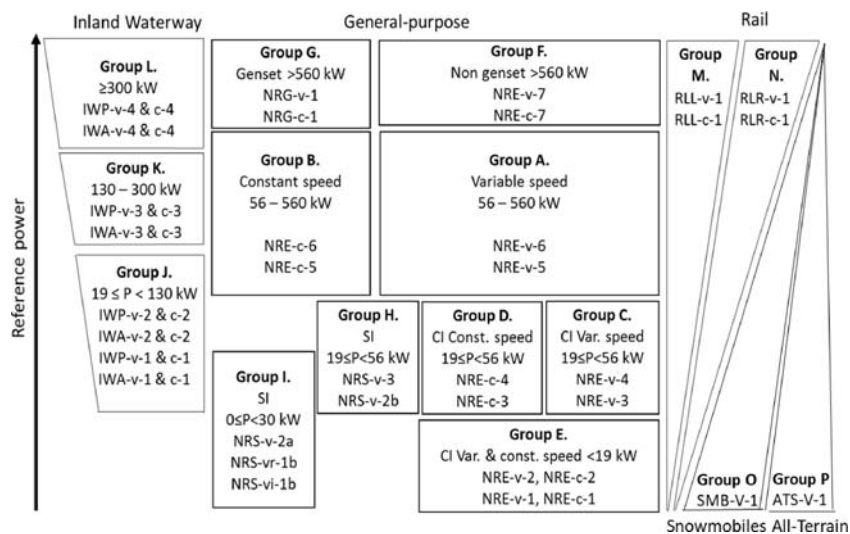 Inland Waterway
General-purpose
Rail
Reference power
Group L.
≥300 kW
IWP-v-4 & c-4
IWA-v-4 & c-4
Group K.
130 – 300 kW
IWP-v-3 & c-3
IWA-v-3 & c-3
Group J.
19 ≤ P < 130 kW
IWP-v-2 & c-2
IWA-v-2 & c-2
IWP-v-1 & c-1
IWA-v-1 & c-1
Group G.
Genset >560 kW
NRG-v-1
NRG-c-1
Group F.
Non genset >560 kW
NRE-v-7
NRE-c-7
Group B.
Constant speed
56 – 560 kW
NRE-c-6
NRE-c-5
Group A.
Variable speed
56 – 560 kW
NRE-v-6
NRE-v-5
Group H.
SI
19≤P<56 kW
NRS-v-3
NRS-v-2b
Group D.
CI Const. speed
19≤P<56 kW
NRE-c-4
NRE-c-3
Group C.
CI Var. speed
19≤P<56 kW
NRE-v-4
NRE-v-3
Group I.
SI
0≤P<30 kW
NRS-v-2a
NRS-vr-1b
NRS-vi-1b
Group E.
CI Var. & const. speed <19 kW
NRE-v-2, NRE-c-2
NRE-v-1, NRE-c-1
Group
M.
RLL-v-1
RLL-c-1
Group
N.
RLR-v-1
RLR-c-1
Group O
SMB-V-1
Group P
ATS-V-1
Snowmobiles
All-Terrain